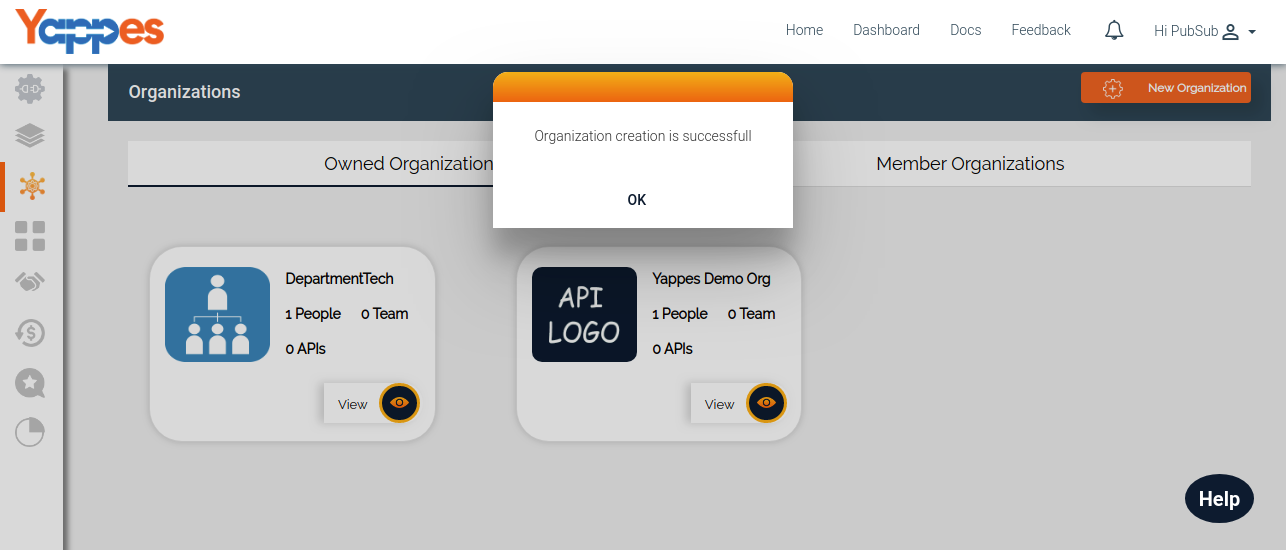 Yappes
Home Dashboard Docs Feedback Hi PubSub
Organizations
New Organization
Organization creation is successfull
OK
Owned Organization
Member Organizations
DepartmentTech
1 People 0 Team
0 APIs
View
API
LOGO
Yappes Demo Org
1 People 0 Team
0 APIs
View
Help